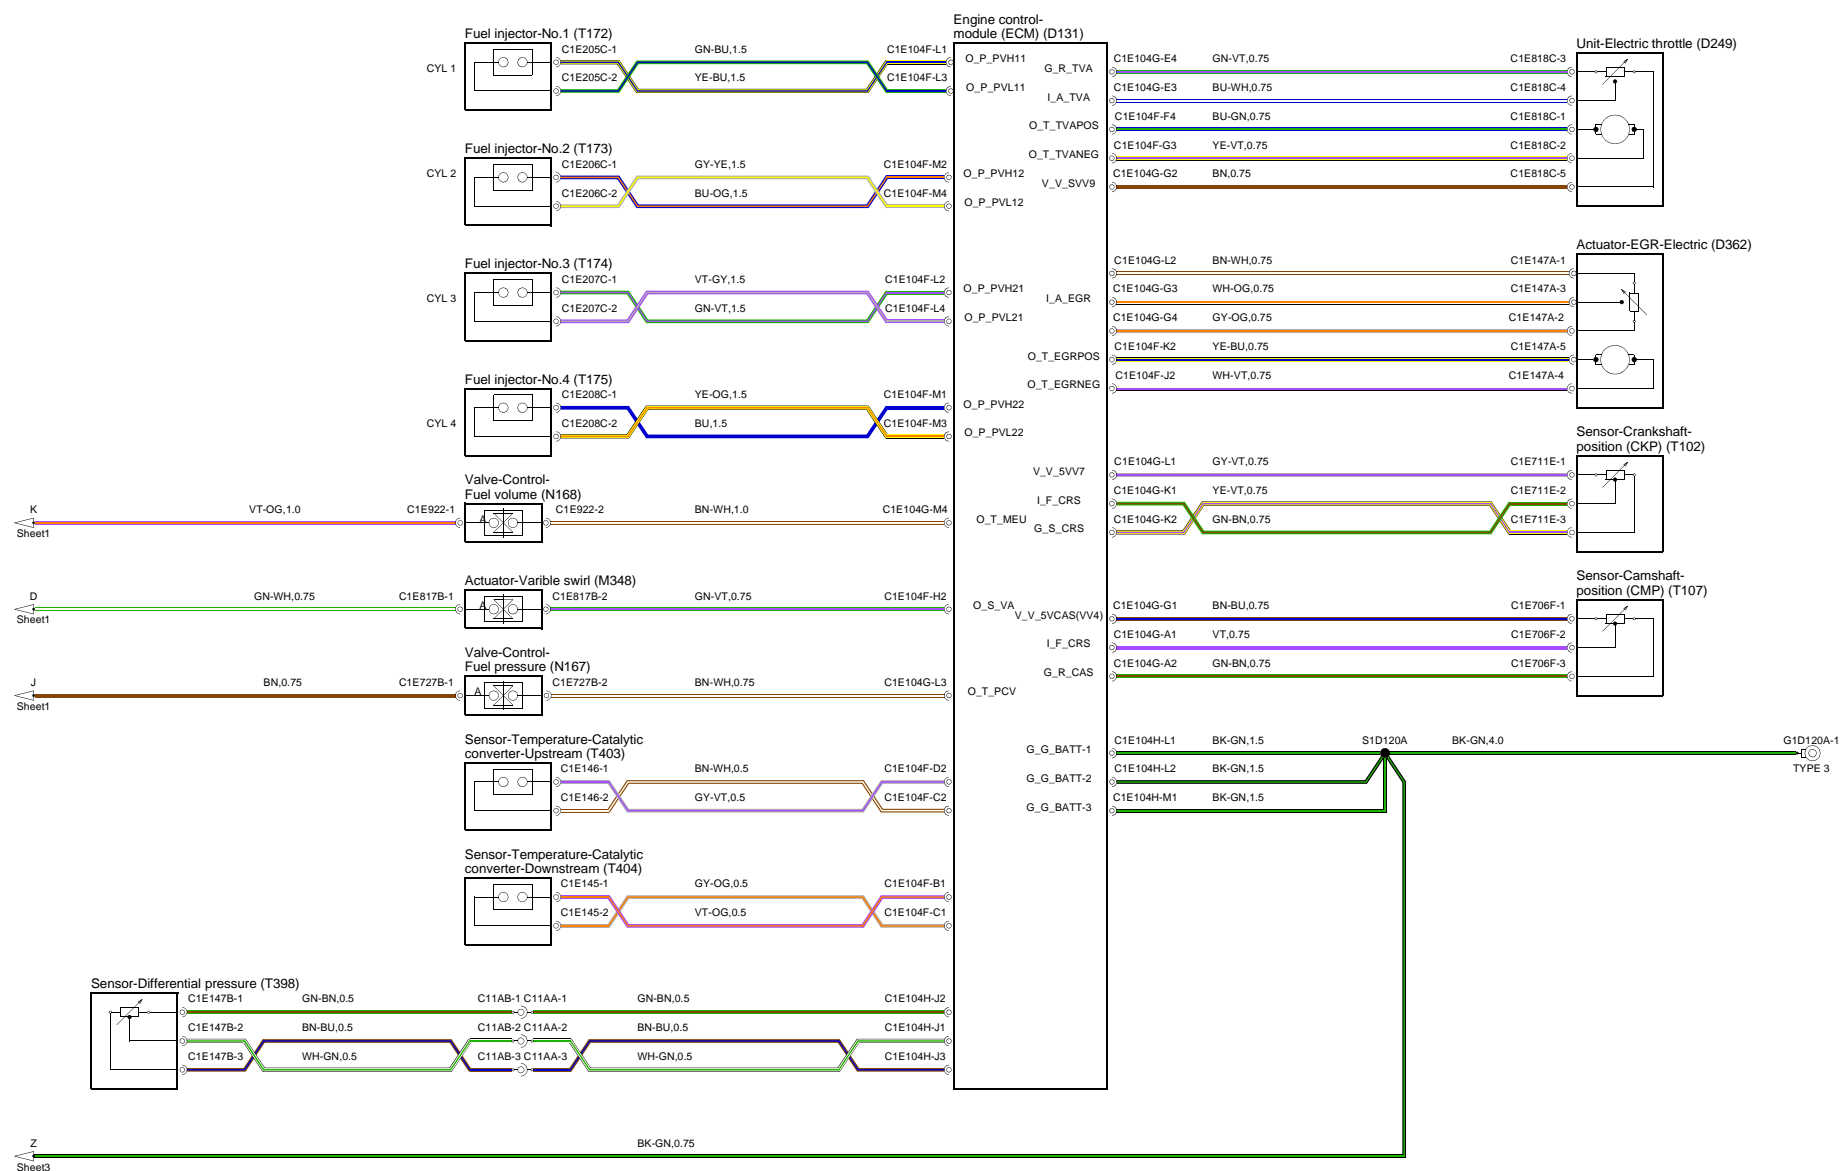 Engine control-
module (ECM) (D131)
Fuel injector-No.1 (T172)
CYL 1
C1E205C-1
GN-BU,1.5
C1E104F-L1
C1E205C-2
YE-BU,1.5
C1E104F-L3
O_P_PVH11
O_P_PVL11
Fuel injector-No.2 (T173)
CYL 2
C1E206C-1
GY-YE,1.5
C1E104F-M2
C1E206C-2
BU-OG,1.5
C1E104F-M4
O_P_PVH12
O_P_PVL12
Fuel injector-No.3 (T174)
CYL 3
C1E207C-1
VT-GY,1.5
C1E104F-L2
C1E207C-2
GN-VT,1.5
C1E104F-L4
O_P_PVH21
O_P_PVL21
Fuel injector-No.4 (T175)
CYL 4
C1E208C-1
YE-OG,1.5
C1E104F-M1
C1E208C-2
BU,1.5
C1E104F-M3
O_P_PVH22
O_P_PVL22
Valve-Control-
Fuel volume (N168)
K
Sheet1
VT-OG,1.0
C1E922-1
A
C1E922-2
BN-WH,1.0
C1E104G-M4
O_T_MEU
Actuator-Varible swirl (M348)
D
Sheet1
GN-WH,0.75
C1E817B-1
A
C1E817B-2
GN-VT,0.75
C1E104F-H2
O_S_VA
Valve-Control-
Fuel pressure (N167)
J
Sheet1
BN,0.75
C1E727B-1
A
C1E727B-2
BN-WH,0.75
C1E104G-L3
O_T_PCV
Sensor-Temperature-Catalytic
converter-Upstream (T403)
C1E146-1
BN-WH,0.5
C1E104F-D2
C1E146-2
GY-VT,0.5
C1E104F-C2
Sensor-Temperature-Catalytic
converter-Downstream (T404)
C1E145-1
GY-OG,0.5
C1E104F-B1
C1E145-2
VT-OG,0.5
C1E104F-C1
Sensor-Differential pressure (T398)
C1E147B-1
GN-BN,0.5
C11AB-1 C11AA-1
GN-BN,0.5
C1E104H-J2
C1E147B-2
BN-BU,0.5
C11AB-2 C11AA-2
BN-BU,0.5
C1E104H-J1
C1E147B-3
WH-GN,0.5
C11AB-3 C11AA-3
WH-GN,0.5
C1E104H-J3
Z
Sheet3
BK-GN,0.75
Unit-Electric throttle (D249)
G_R_TVA
C1E104G-E4
GN-VT,0.75
C1E818C-3
I_A_TVA
C1E104G-E3
BU-WH,0.75
C1E818C-4
O_T_TVAPOS
C1E104F-F4
BU-GN,0.75
C1E818C-1
O_T_TVANEG
C1E104F-G3
YE-VT,0.75
C1E818C-2
V_V_SVV9
C1E104G-G2
BN,0.75
C1E818C-5
Actuator-EGR-Electric (D362)
C1E104G-L2
BN-WH,0.75
C1E147A-1
I_A_EGR
C1E104G-G3
WH-OG,0.75
C1E147A-3
C1E104G-G4
GY-OG,0.75
C1E147A-2
O_T_EGRPOS
C1E104F-K2
YE-BU,0.75
C1E147A-5
O_T_EGRNEG
C1E104F-J2
WH-VT,0.75
C1E147A-4
Sensor-Crankshaft-
position (CKP) (T102)
V_V_5VV7
C1E104G-L1
GY-VT,0.75
C1E711E-1
I_F_CRS
C1E104G-K1
YE-VT,0.75
C1E711E-2
G_S_CRS
C1E104G-K2
GN-BN,0.75
C1E711E-3
Sensor-Camshaft-
position (CMP) (T107)
V_V_5VCAS(VV4)
C1E104G-G1
BN-BU,0.75
C1E706F-1
I_F_CRS
C1E104G-A1
VT,0.75
C1E706F-2
G_R_CAS
C1E104G-A2
GN-BN,0.75
C1E706F-3
G_G_BATT-1
C1E104H-L1
BK-GN,1.5
S1D120A
BK-GN,4.0
G1D120A-1
TYPE 3
G_G_BATT-2
C1E104H-L2
BK-GN,1.5
G_G_BATT-3
C1E104H-M1
BK-GN,1.5